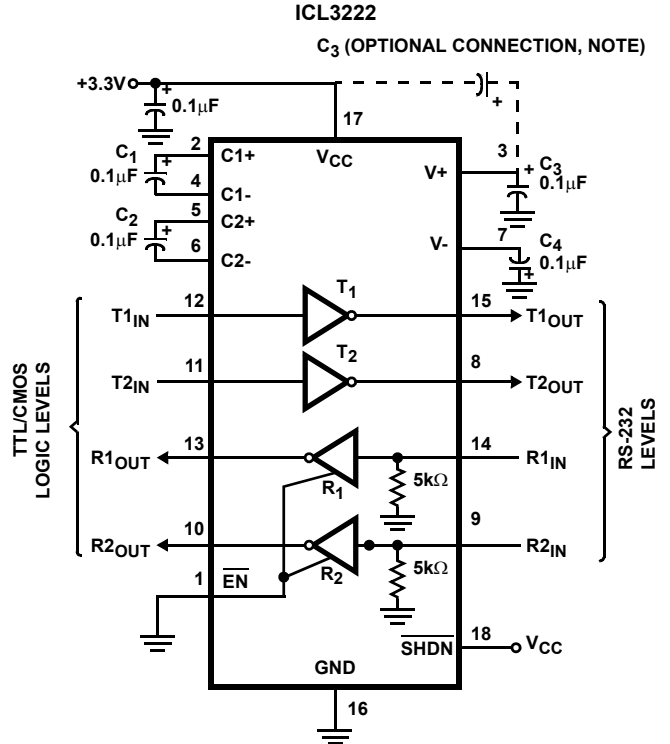 ICL3222
C3 (OPTIONAL CONNECTION, NOTE)
+3.3V
+
0.1μF
17
+
2
C1+
VCC
3
C1
+
0.1μF
4
C1-
V+
+
C3
0.1μF
5
C2+
C2
+
0.1μF
6
C2-
7
V-
C4
0.1μF
+
T1
T1IN
12
15
T1OUT
T2
T2IN
11
8
T2OUT
TTL/CMOS
LOGIC LEVELS
RS-232
LEVELS
R1OUT
13
14
R1IN
R1
5kΩ
R2OUT
10
9
R2IN
R2
5kΩ
1
EN
18
SHDN
VCC
GND
16